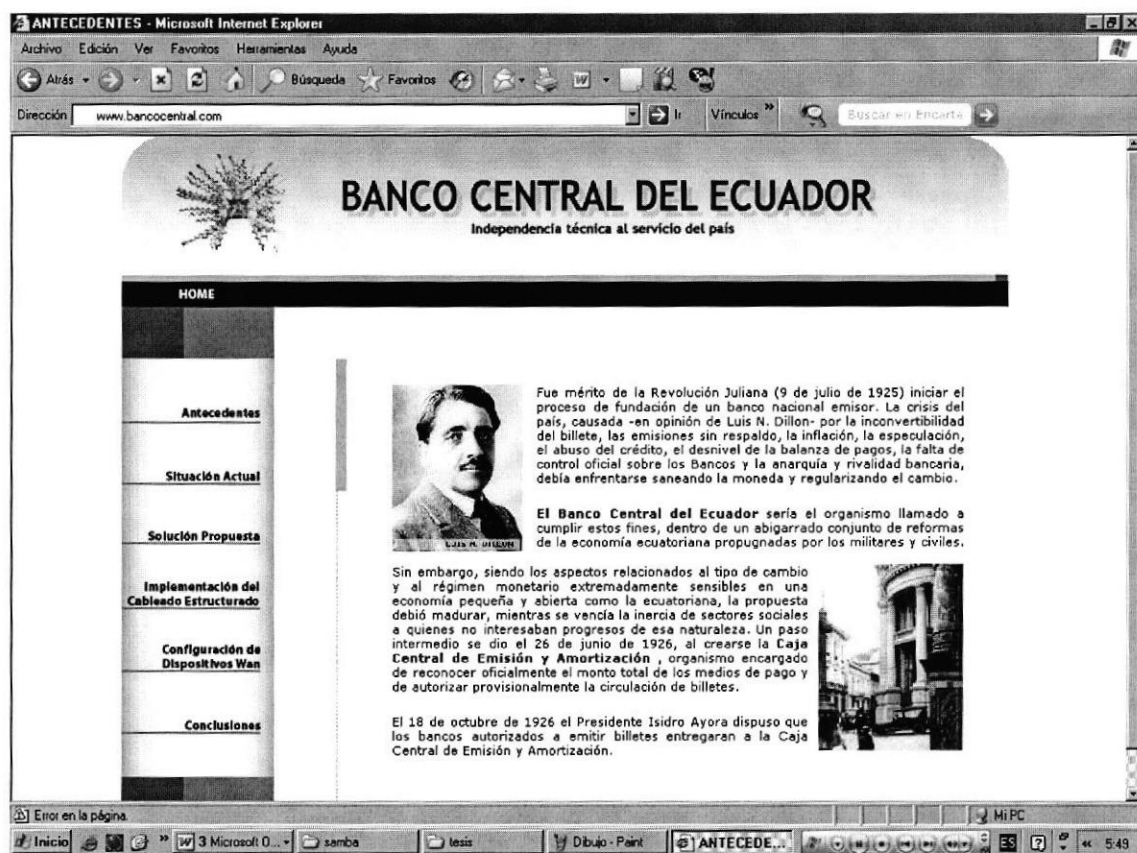 ANTECEDENTES - Microsoft Internet Explorer
Archivo Edición Ver Favoritos Herramientas Ayuda
Atrás Búsqueda Favoritos
Dirección www.bancocentral.com Ir Vínculos » Buscar en Encarta
BANCO CENTRAL DEL ECUADOR
Independencia técnica al servicio del país
HOME
Antecedentes
Situación Actual
Solución Propuesta
Implementación del
Cableado Estructurado
Configuración de
Dispositivos Wan
Conclusiones
Fue mérito de la Revolución Juliana (9 de julio de 1925) iniciar el
proceso de fundación de un banco nacional emisor. La crisis del
país, causada -en opinión de Luis N. Dillon- por la inconvertibilidad
del billete, las emisiones sin respaldo, la inflación, la especulación,
el abuso del crédito, el desnivel de la balanza de pagos, la falta de
control oficial sobre los Bancos y la anarquía y rivalidad bancaria,
debía enfrentarse saneando la moneda y regularizando el cambio.
LUIS N. DILLON
El Banco Central del Ecuador sería el organismo llamado a
cumplir estos fines, dentro de un abigarrado conjunto de reformas
de la economía ecuatoriana propugnadas por los militares y civiles.
Sin embargo, siendo los aspectos relacionados al tipo de cambio
y al régimen monetario extremadamente sensibles en una
economía pequeña y abierta como la ecuatoriana, la propuesta
debió madurar, mientras se vencía la inercia de sectores sociales
a quienes no interesaban progresos de esa naturaleza. Un paso
intermedio se dio el 26 de junio de 1926, al crearse la Caja
Central de Emisión y Amortización , organismo encargado
de reconocer oficialmente el monto total de los medios de pago y
de autorizar provisionalmente la circulación de billetes.
El 18 de octubre de 1926 el Presidente Isidro Ayora dispuso que
los bancos autorizados a emitir billetes entregaran a la Caja
Central de Emisión y Amortización.
Error en la página. Mi PC
Inicio » 3 Microsoft O... samba tesis Dibujo - Paint ANTECEDE... ES « 5:49